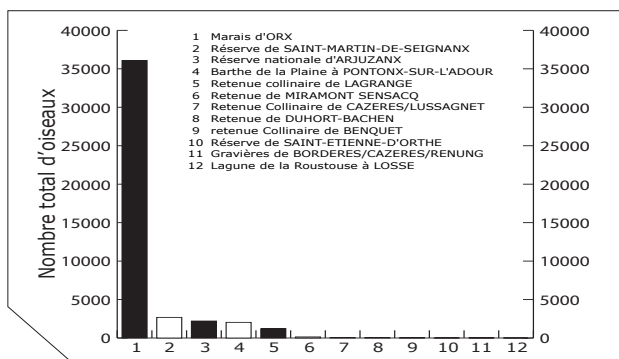 40000
35000
30000
25000
20000
15000
10000
5000
0
Nombre total d'oiseaux
1 Marais d'ORX
2 Réserve de SAINT-MARTIN-DE-SEIGNANX
3 Réserve nationale d'ARJUZANX
4 Barthe de la Plaine à PONTONX-SUR-L'ADOUR
5 Retenue collinaire de LAGRANGE
6 Retenue de MIRAMONT SENSACQ
7 Retenue Collinaire de CAZERES/LUSSAGNET
8 Retenue de DUHORT-BACHEN
9 retenue Collinaire de BENQUET
10 Réserve de SAINT-ETIENNE-D'ORTHE
11 Gravières de BORDERES/CAZERES/RENUNG
12 Lagune de la Roustouse à LOSSE
40000
35000
30000
25000
20000
15000
10000
5000
0
1 2 3 4 5 6 7 8 9 10 11 12